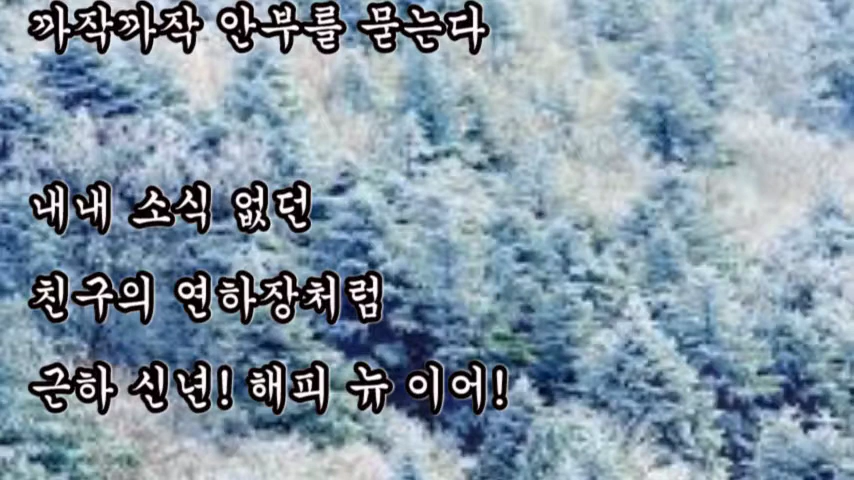 까작까작 안부를 묻는다
내내 소식 없던
친구의 연하장처럼
근하 신년! 해피 뉴 이어!